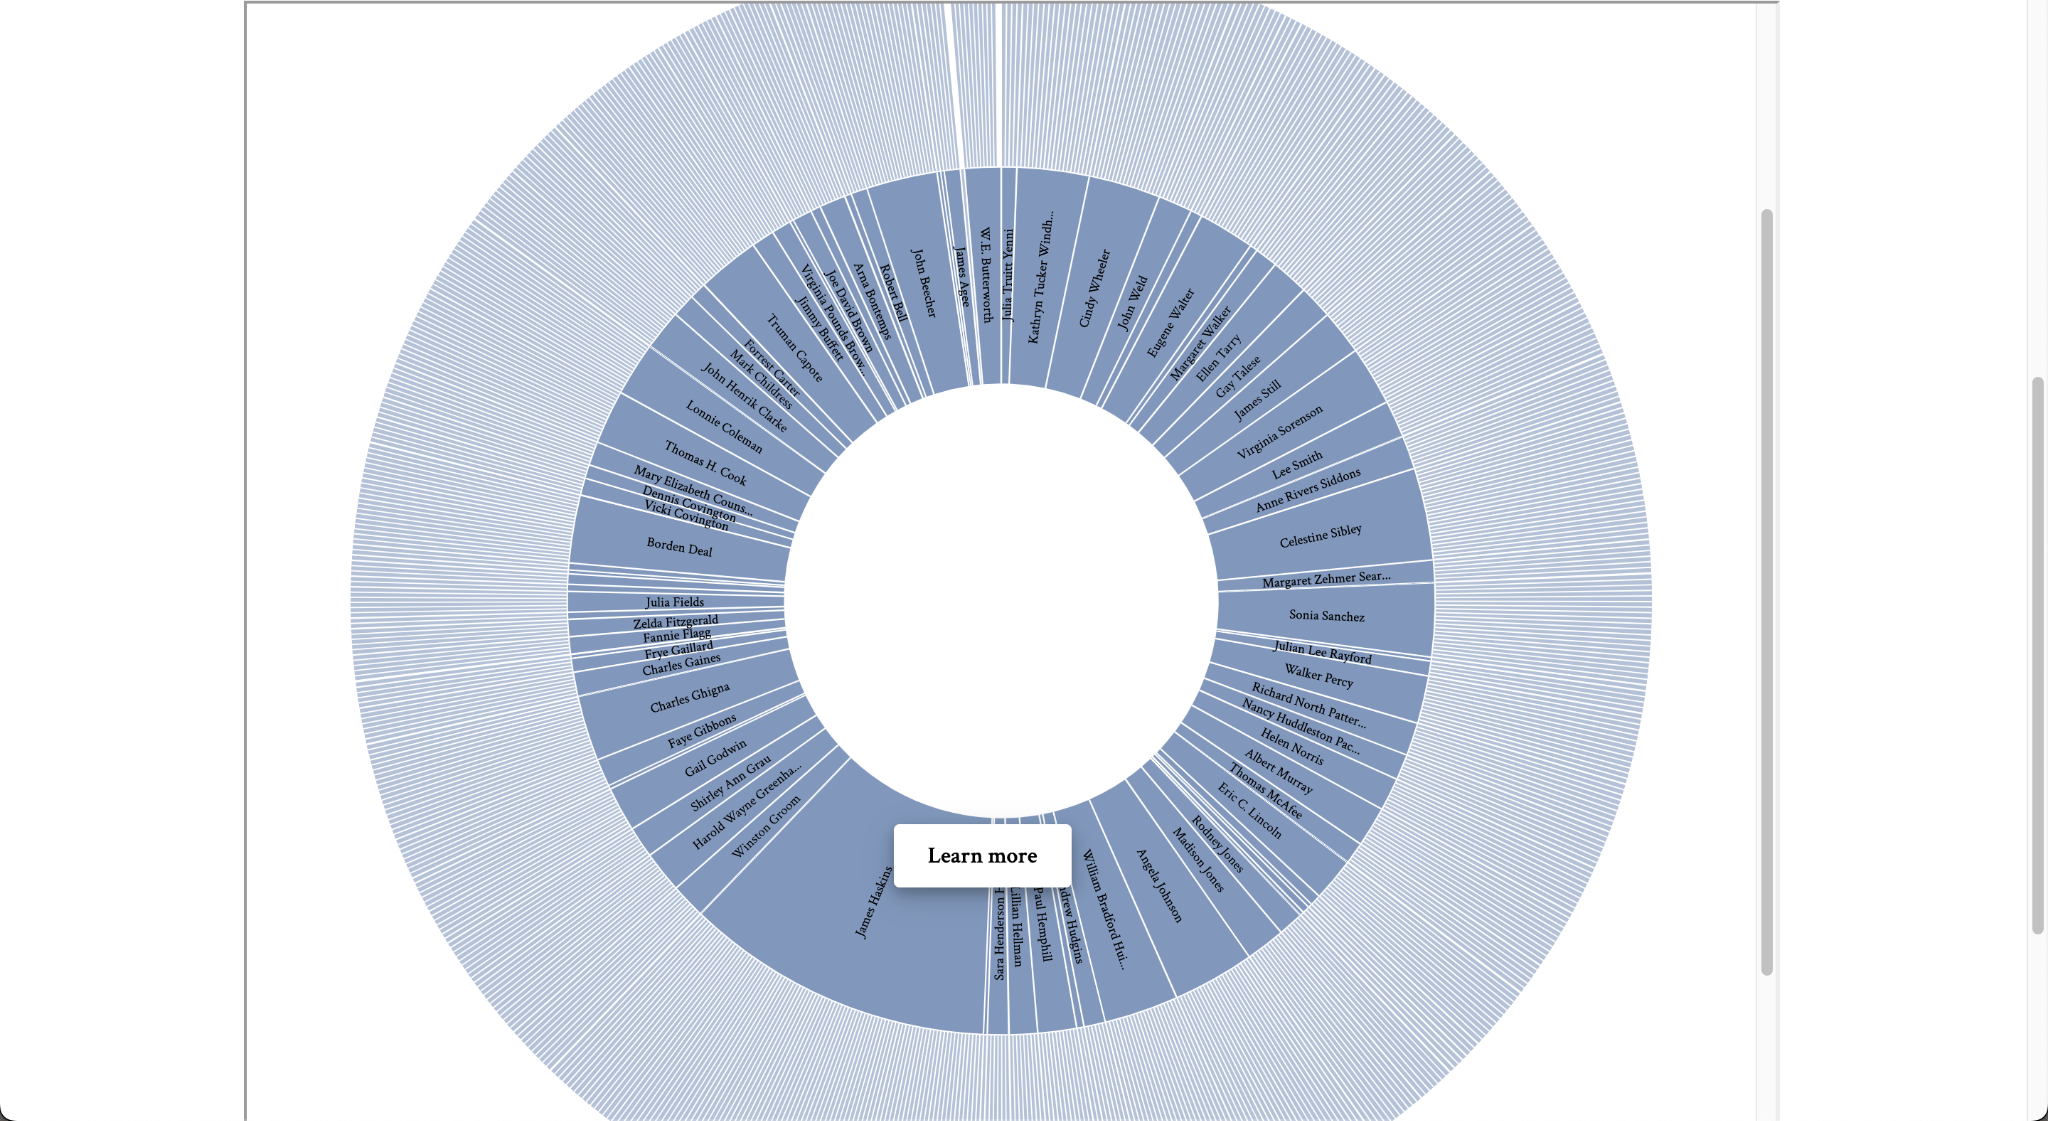 Julia Truitt Yenni
Kathryn Tucker Windh...
Cindy Wheeler
John Weld
Eugene Walter
Margaret Walker
Ellen Tarry
Gay Talese
James Still
Virginia Sorenson
Lee Smith
Anne Rivers Siddons
Celestine Sibley
Margaret Zehmer Sear...
Sonia Sanchez
Julian Lee Rayford
Walker Percy
Richard North Patter...
Nancy Huddleston Pac...
Helen Norris
Albert Murray
Thomas McAfee
Eric C. Lincoln
Rodney Jones
Madison Jones
Angela Johnson
William Bradford Hui...
drew Hudgins
Paul Hemphill
Lillian Hellman
Sara Henderson H
Learn more
James Haskins
Winston Groom
Harold Wayne Greenha...
Shirley Ann Grau
Gail Godwin
Faye Gibbons
Charles Ghigna
Charles Gaines
Frye Gaillard
Fannie Flagg
Zelda Fitzgerald
Julia Fields
Borden Deal
Vicki Covington
Dennis Covington
Mary Elizabeth Couns...
Thomas H. Cook
Lonnie Coleman
John Henrik Clarke
Mark Childress
Forrest Carter
Truman Capote
Jimmy Buffett
Virginia Pounds Brow...
Joe David Brown
Arna Bontemps
Robert Bell
John Beecher
James Agee
W.E. Butterworth